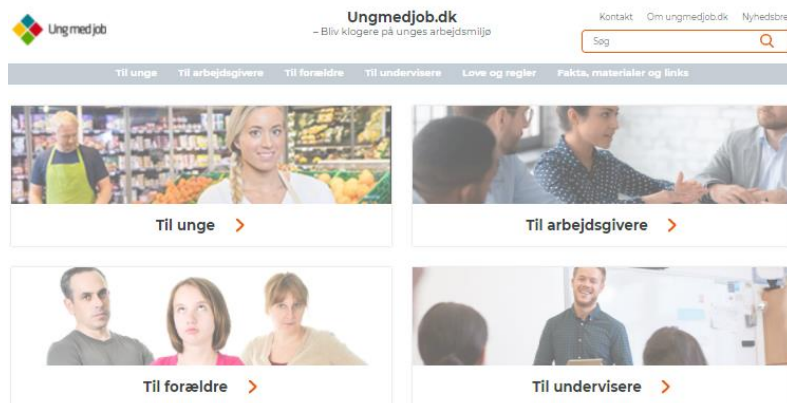 Ung med job
Ungmedjob.dk
– Bliv klogere på unges arbejdsmiljø
Kontakt Om ungmedjob.dk Nyhedsbre
Søg
Til unge Til arbejdsgivere Til forældre Til undervisere Love og regler Fakta, materialer og links
Til unge
Til arbejdsgivere
Til forældre
Til undervisere